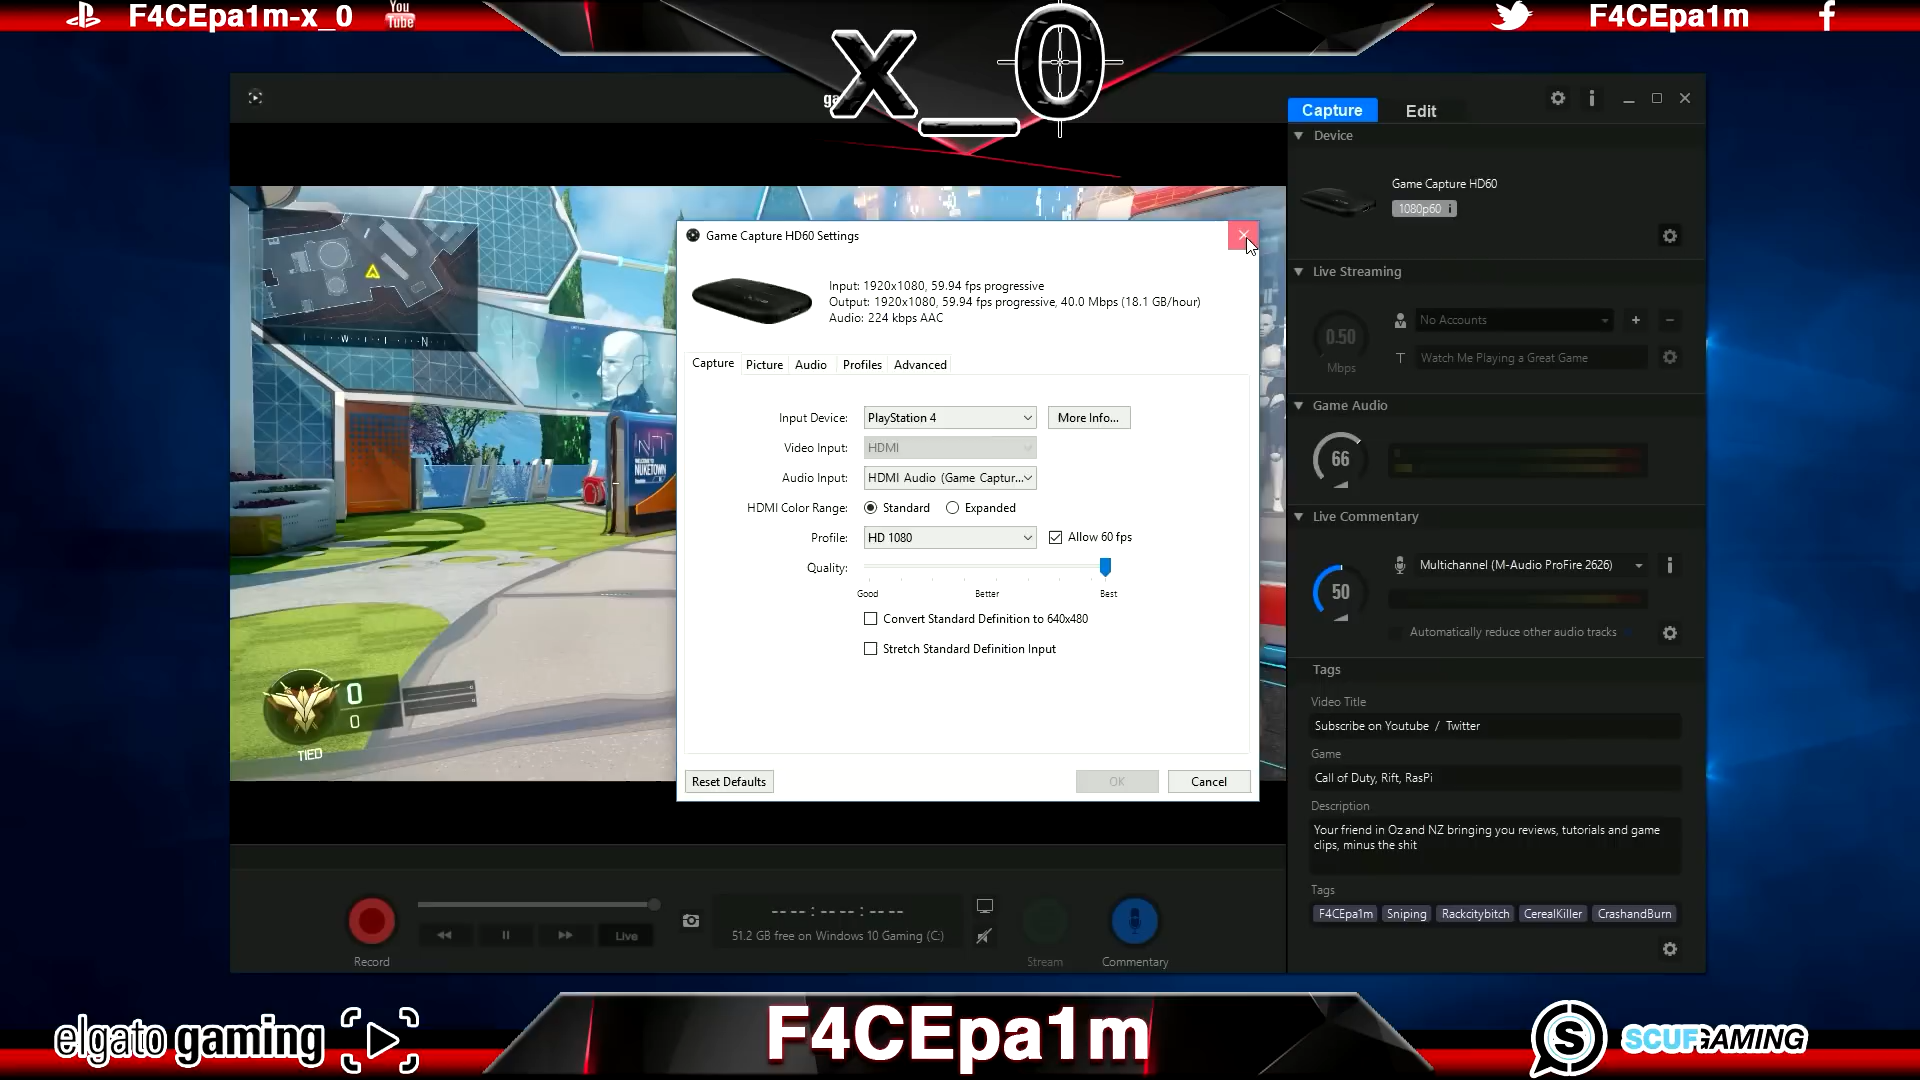 F4CEpa1m-x_0
You
Tube
x_0
F4CEpa1m
Capture
Edit
Device
Game Capture HD60
1080p60 i
Live Streaming
0.50
Mbps
No Accounts
T
Watch Me Playing a Great Game
Game Audio
66
Live Commentary
50
Multichannel (M-Audio ProFire 2626)
Automatically reduce other audio tracks
Tags
Video Title
Subscribe on Youtube / Twitter
Game
Call of Duty, Rift, RasPi
Description
Your friend in Oz and NZ bringing you reviews, tutorials and game
clips, minus the shit
Tags
F4CEpa1m
Sniping
Rackcitybitch
CerealKiller
CrashandBurn
Game Capture HD60 Settings
Input: 1920x1080, 59.94 fps progressive
Output: 1920x1080, 59.94 fps progressive, 40.0 Mbps (18.1 GB/hour)
Audio: 224 kbps AAC
Capture
Picture
Audio
Profiles
Advanced
Input Device:
PlayStation 4
More Info...
Video Input:
HDMI
Audio Input:
HDMI Audio (Game Captur...
HDMI Color Range:
Standard
Expanded
Profile:
HD 1080
Allow 60 fps
Quality:
Good
Better
Best
Convert Standard Definition to 640x480
Stretch Standard Definition Input
Reset Defaults
OK
Cancel
W
N
WELCOME TO
NUKETOWN
0
0
TIED
-- -- : -- -- : -- --
51.2 GB free on Windows 10 Gaming (C:)
Live
Record
Stream
Commentary
elgato gaming
F4CEpa1m
S
SCUFGAMING